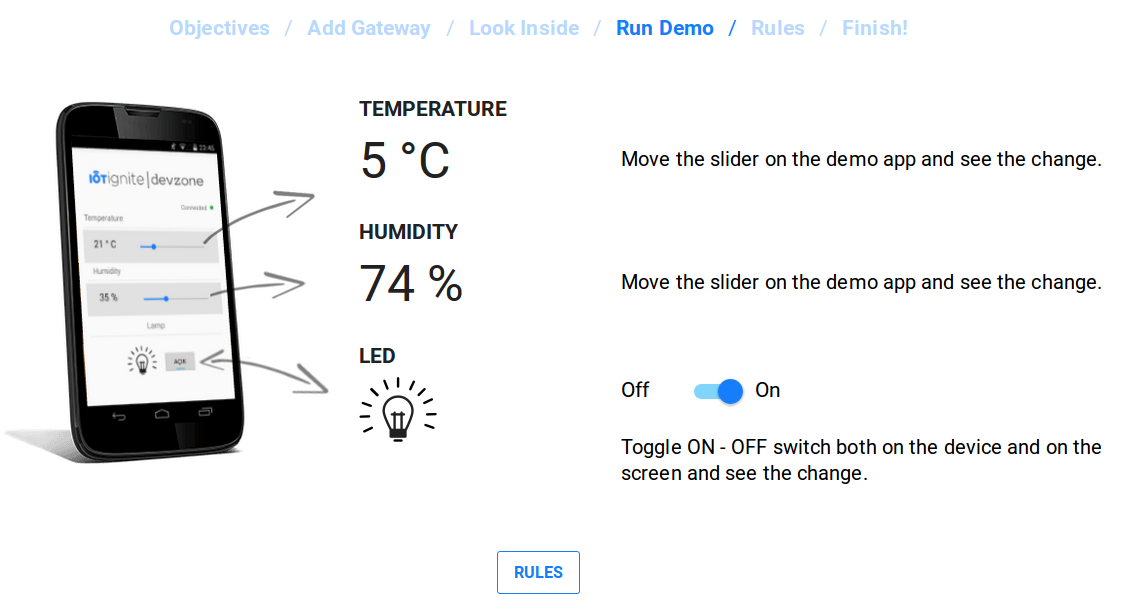 Objectives / Add Gateway / Look Inside / Run Demo / Rules / Finish!
22:45
IOTignite|devzone
Connected
Temperature
21 °C
Humidity
35 %
Lamp
TEMPERATURE
5 °C
Move the slider on the demo app and see the change.
HUMIDITY
74 %
Move the slider on the demo app and see the change.
LED
Off On
Toggle ON - OFF switch both on the device and on the
screen and see the change.
RULES